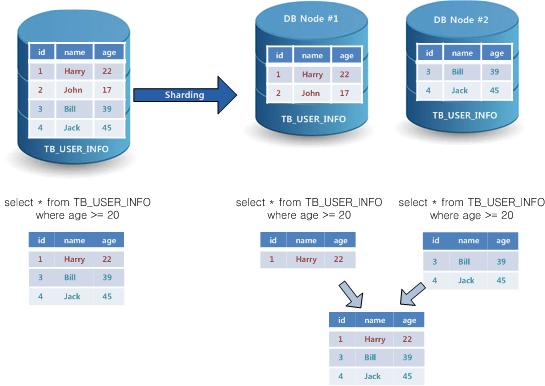 id name age
1 Harry 22
2 John 17
3 Bill 39
4 Jack 45
TB_USER_INFO
Sharding
DB Node #1
id name age
1 Harry 22
2 John 17
TB_USER_INFO
DB Node #2
id name age
3 Bill 39
4 Jack 45
TB_USER_INFO
select * from TB_USER_INFO
where age >= 20
id name age
1 Harry 22
3 Bill 39
4 Jack 45
select * from TB_USER_INFO
where age >= 20
id name age
1 Harry 22
select * from TB_USER_INFO
where age >= 20
id name age
3 Bill 39
4 Jack 45
id name age
1 Harry 22
3 Bill 39
4 Jack 45